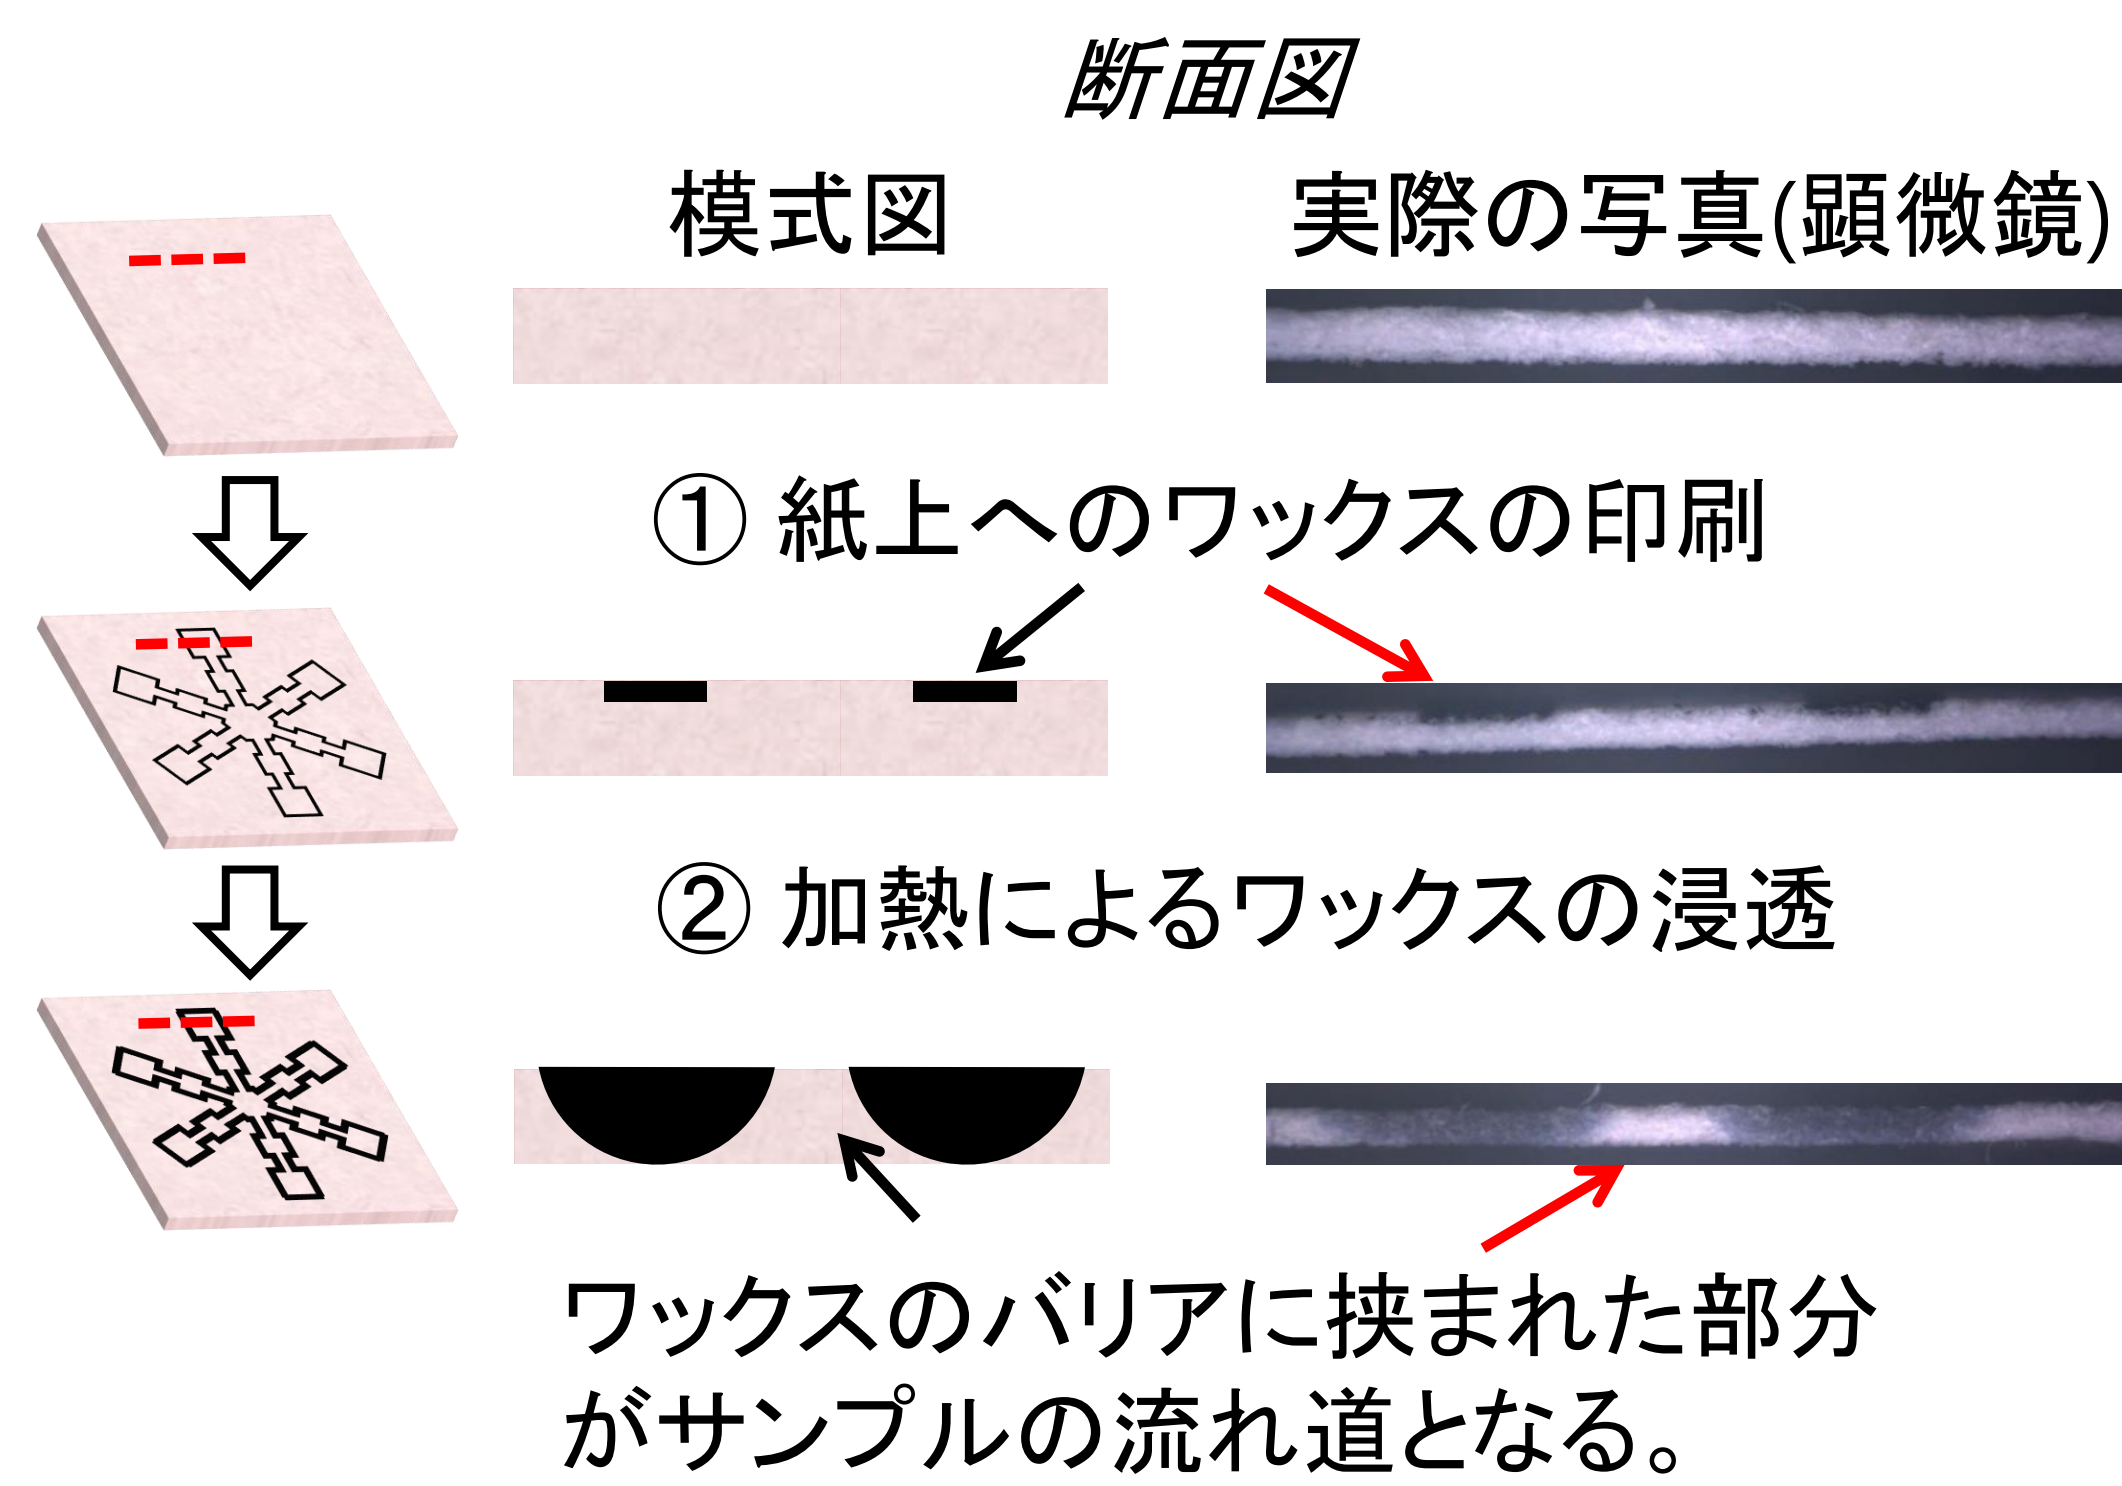 断面図
模式図
実際の写真(顕微鏡)
① 紙上へのワックスの印刷
② 加熱によるワックスの浸透
ワックスのバリアに挟まれた部分
がサンプルの流れ道となる。